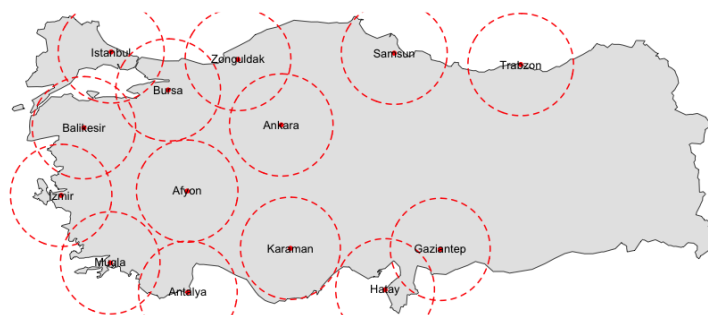 Istanbul
Zonguldak
Samsun
Trabzon
Bursa
Balikesir
Ankara
Izmir
Afyon
Karaman
Gaziantep
Mugla
Antalya
Hatay